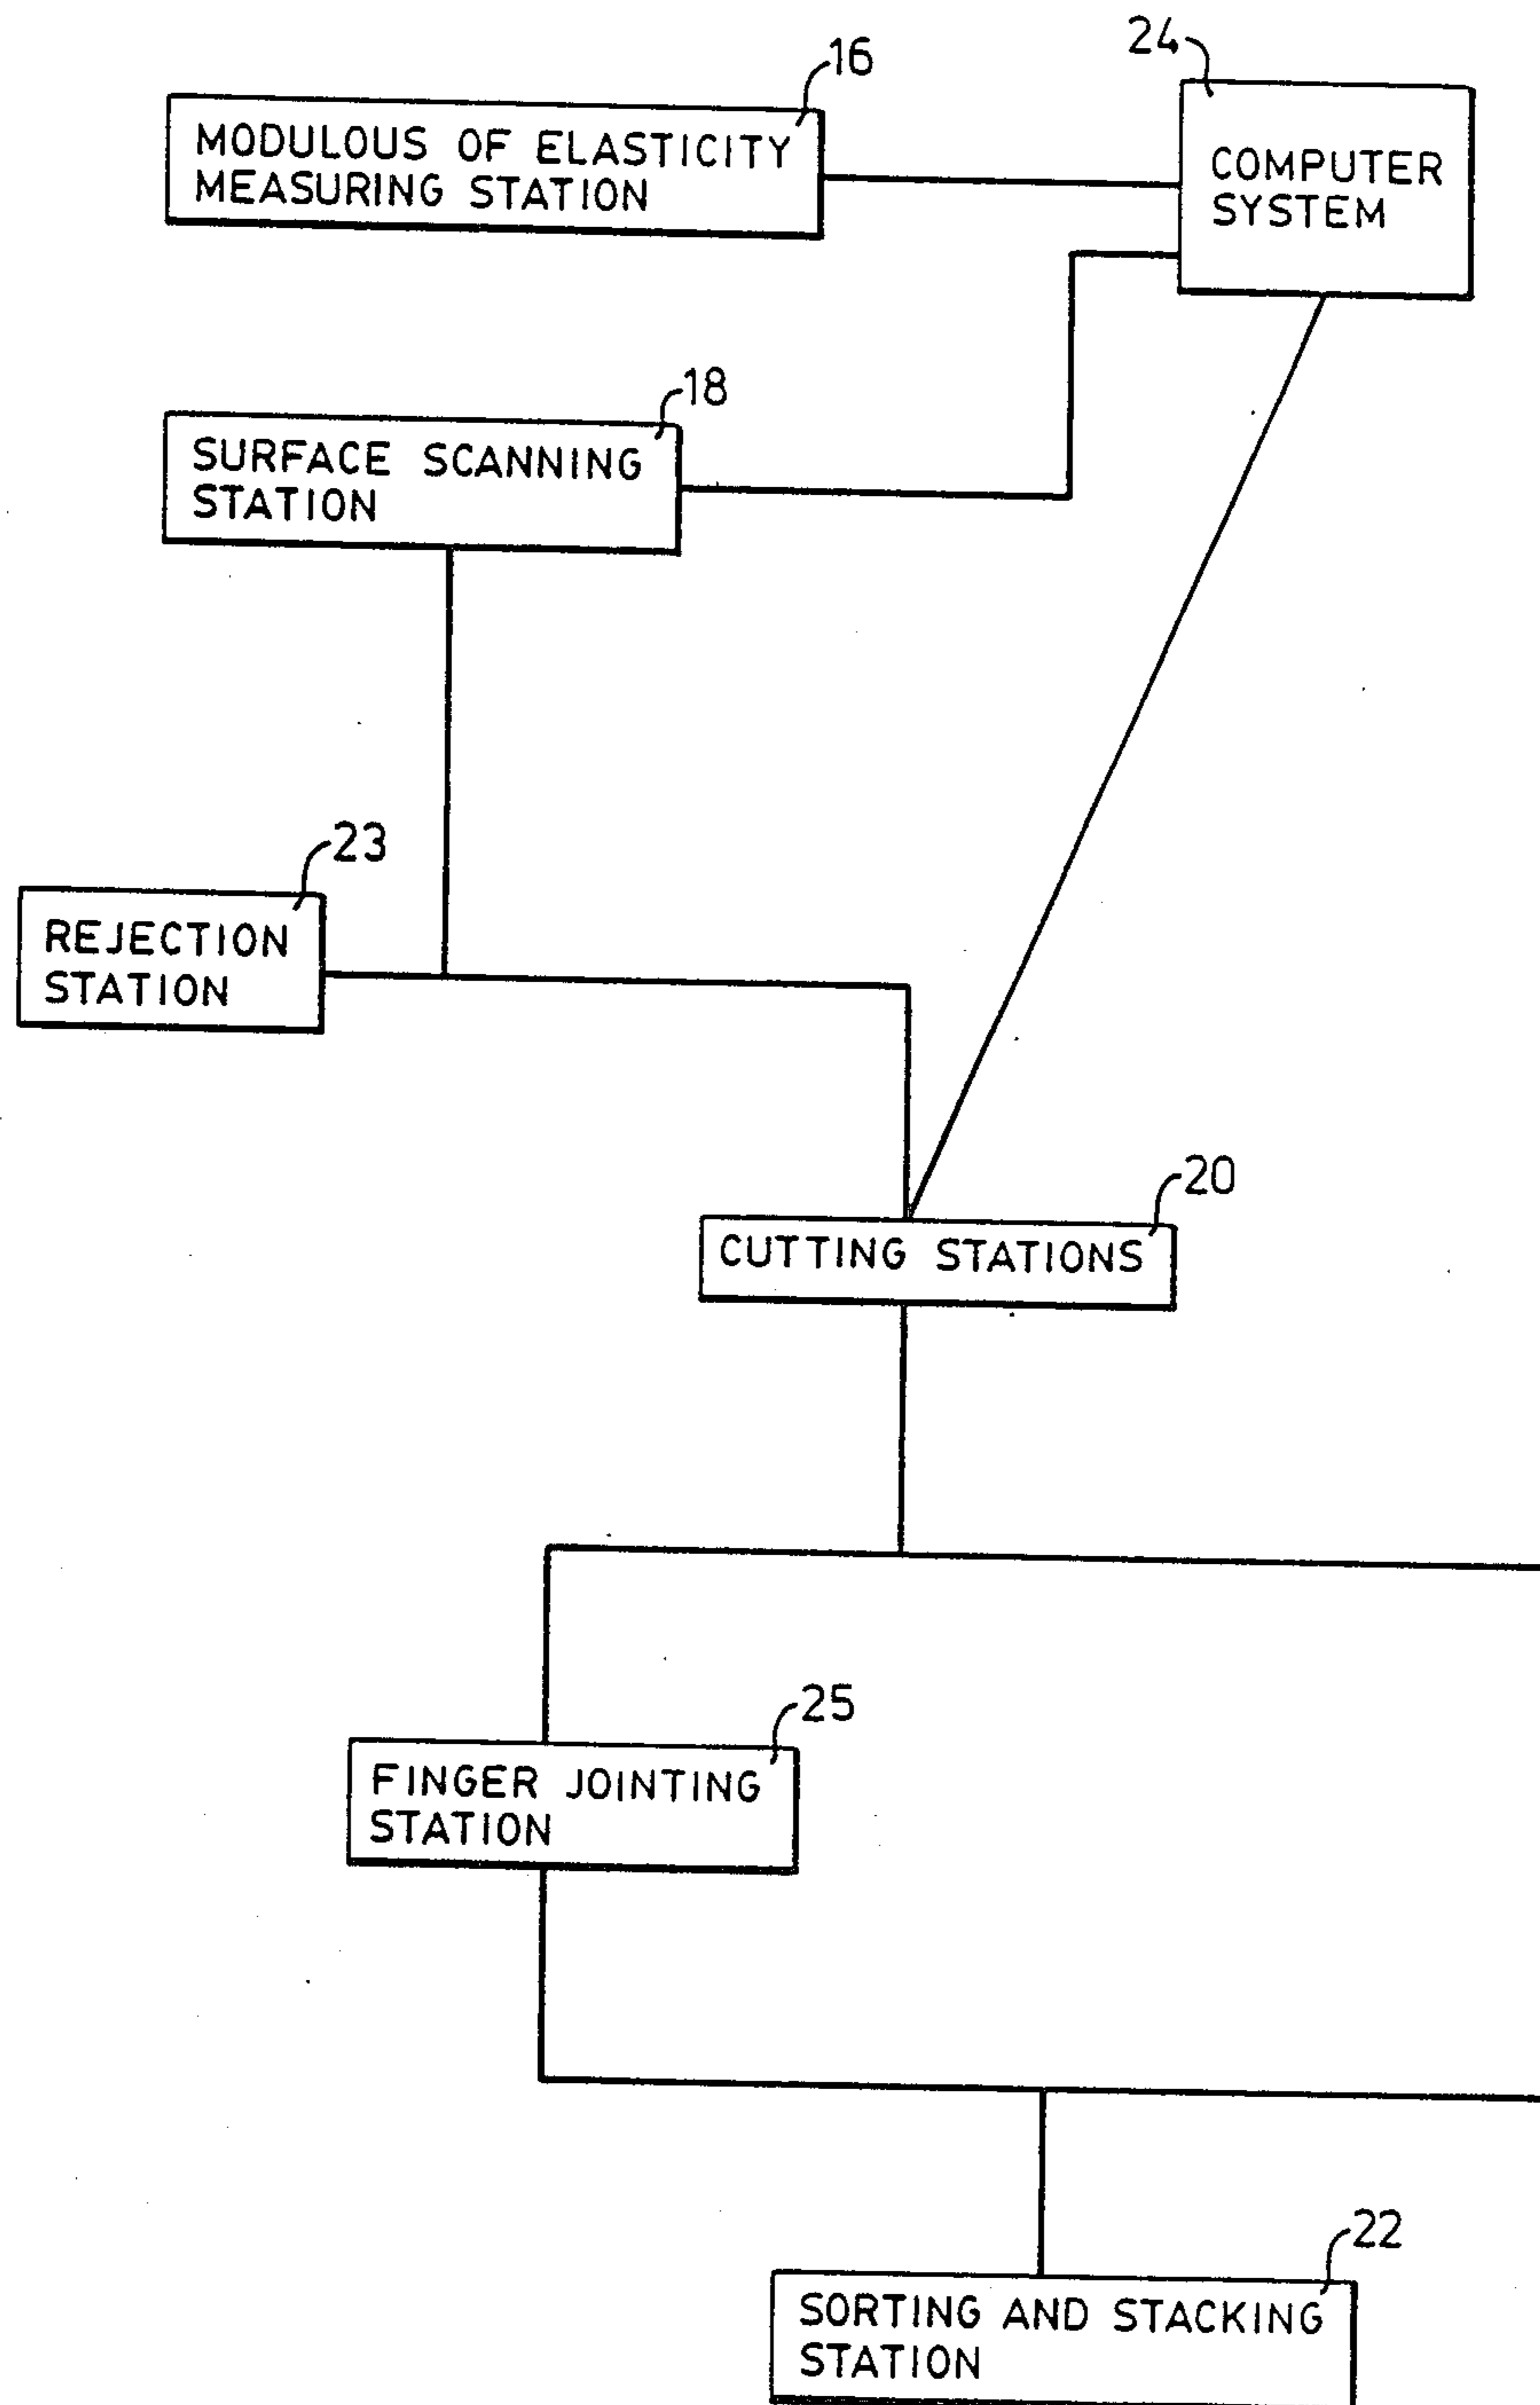 16
MODULOUS OF ELASTICITY
MEASURING STATION
24
COMPUTER
SYSTEM
18
SURFACE SCANNING
STATION
23
REJECTION
STATION
20
CUTTING STATIONS
25
FINGER JOINTING
STATION
22
SORTING AND STACKING
STATION